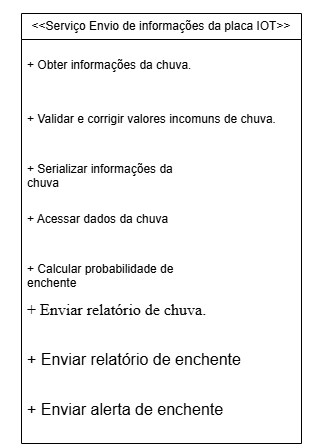 <<Serviço Envio de informações da placa IOT>>
+ Obter informações da chuva.
+ Validar e corrigir valores incomuns de chuva.
+ Serializar informações da
chuva
+ Acessar dados da chuva
+ Calcular probabilidade de
enchente
+ Enviar relatório de chuva.
+ Enviar relatório de enchente
+ Enviar alerta de enchente